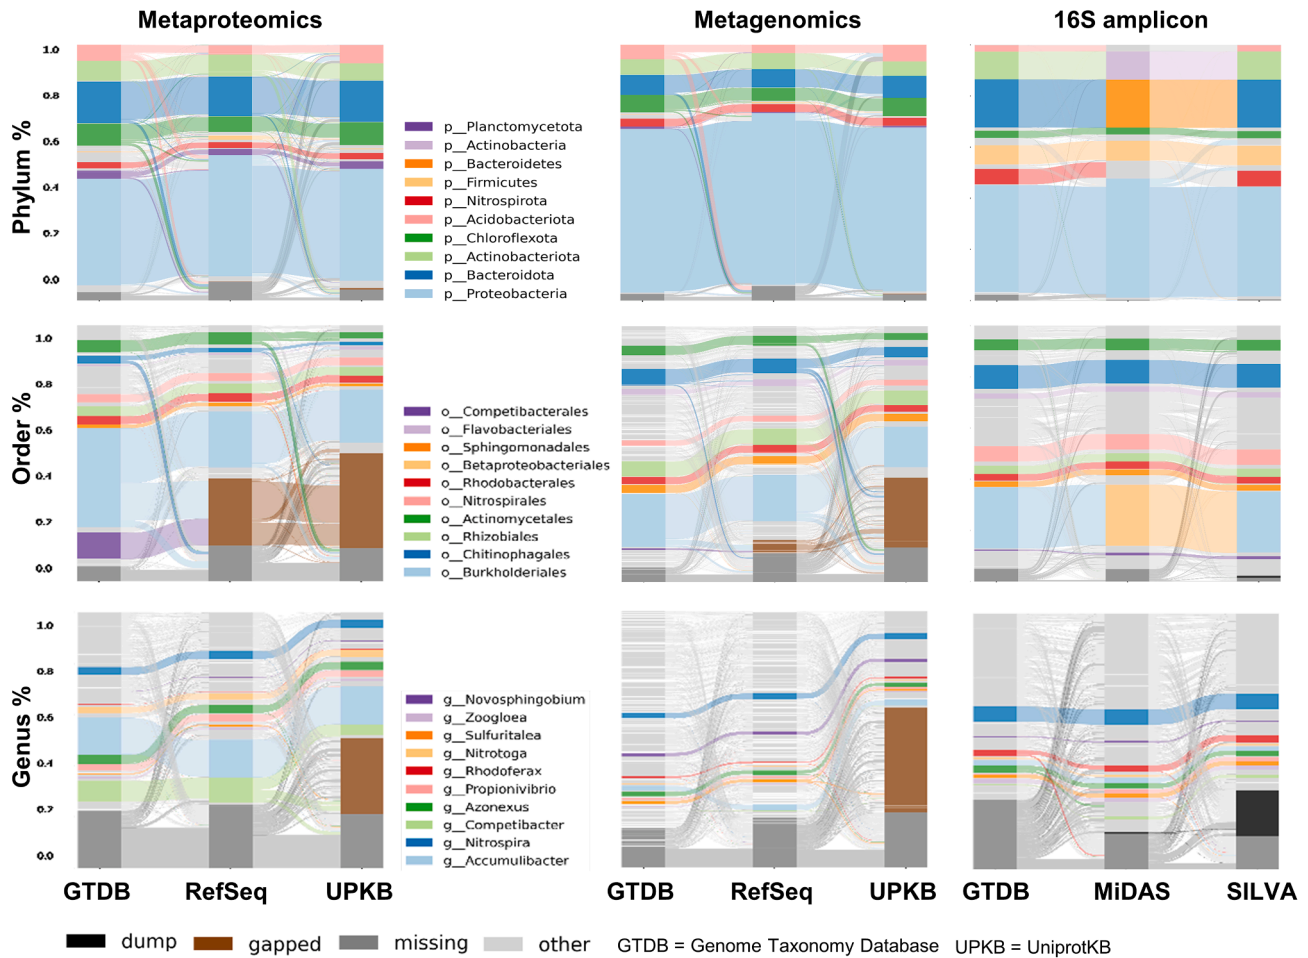 Metaproteomics
Metagenomics
16S amplicon
Phylum %
1.0
0.8
0.6
0.4
0.7
0.0
p__Planctomycetota
p__Actinobacteria
p__Bacteroidetes
p__Firmicutes
p__Nitrospirota
p__Acidobacteriota
p__Chloroflexota
p__Actinobacteriota
p__Bacteroidota
p__Proteobacteria
Order %
1.0
0.8
0.6
0.4
0.7
0.0
o__Competibacterales
o__Flavobacteriales
o__Sphingomonadales
o__Betaproteobacteriales
o__Rhodobacterales
o__Nitrospirales
o__Actinomycetales
o__Rhizobiales
o__Chitinophagales
o__Burkholderiales
Genus %
1.0
0.8
0.6
0.4
0.7
0.0
g__Novosphingobium
g__Zoogloea
g__Sulfuritalea
g__Nitrotoga
g__Rhodoferax
g__Propionivibrio
g__Azonexus
g__Competibacter
g__Nitrospira
g__Accumulibacter
GTDB RefSeq UPKB
GTDB RefSeq UPKB
GTDB MiDAS SILVA
dump gapped missing other GTDB = Genome Taxonomy Database UPKB = UniprotKB